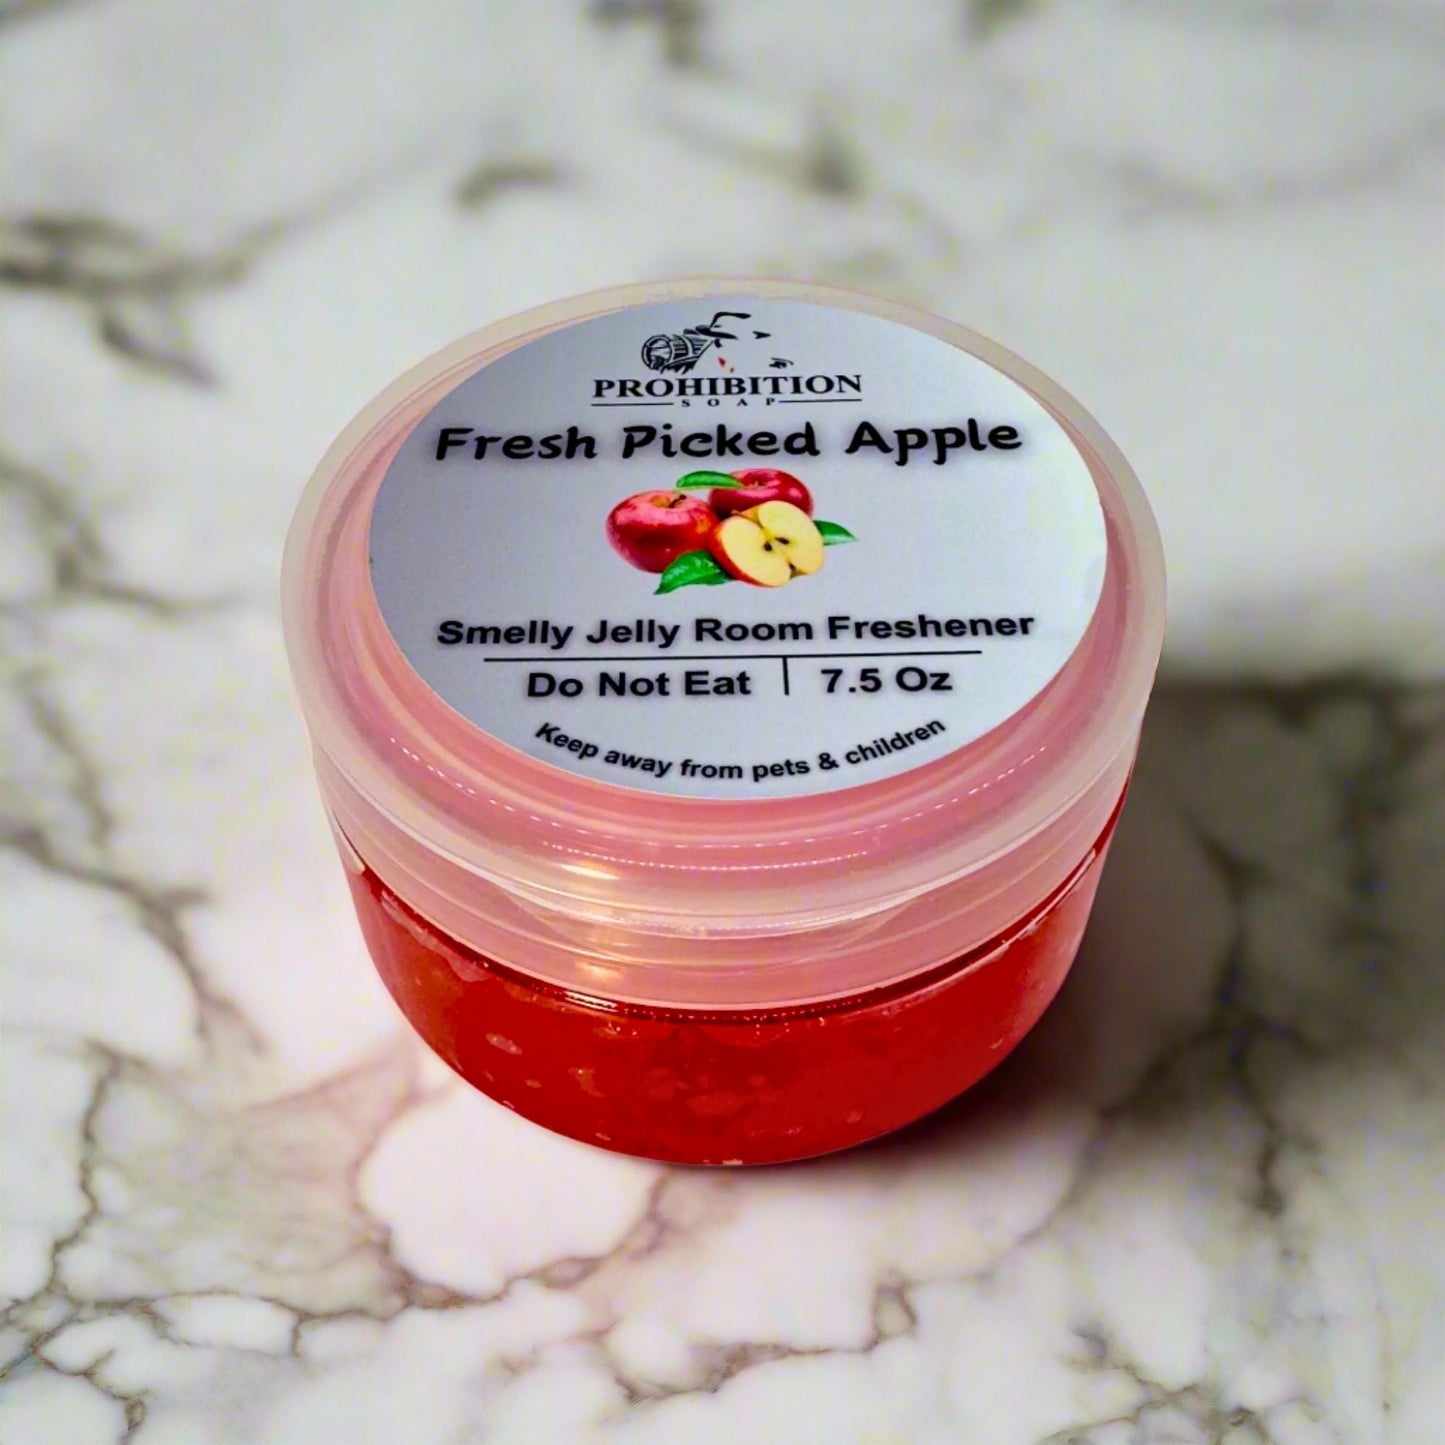 PROHIBITION
SOAP
Fresh Picked Apple
Smelly Jelly Room Freshener
Do Not Eat | 7.5 Oz
Keep away from pets & children